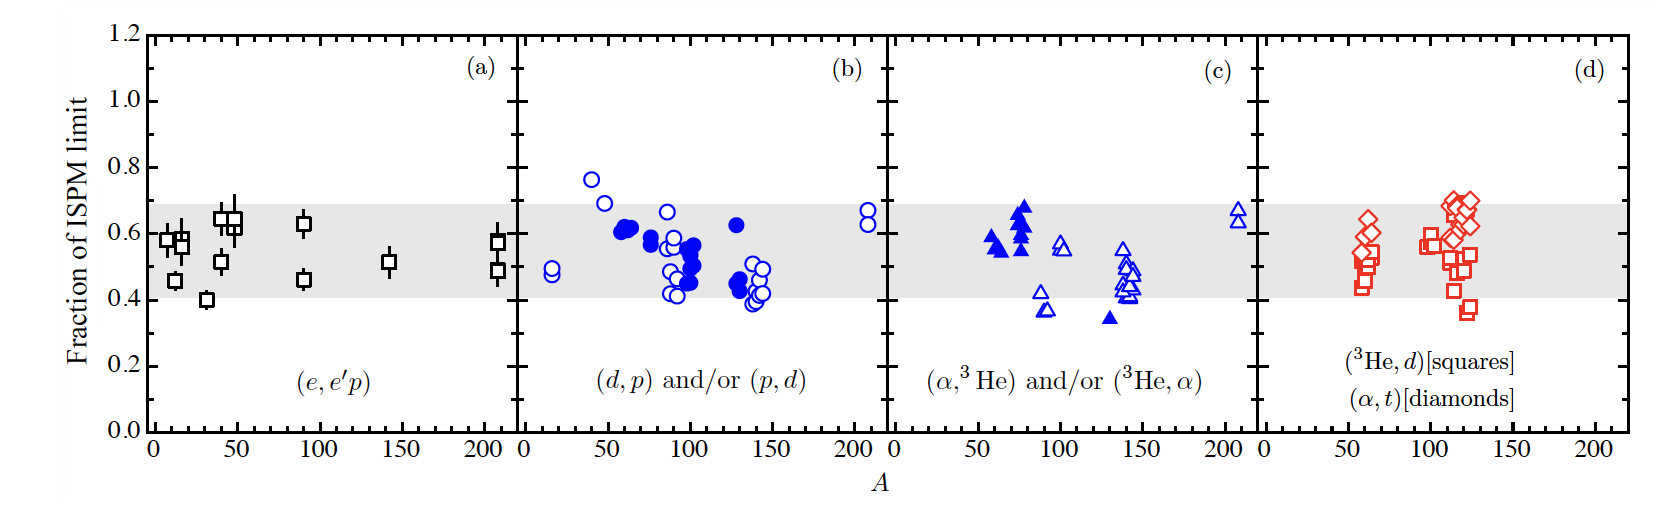 Fraction of ISPM limit
1.2
1.0
0.8
0.6
0.4
0.2
0.0
(a)
(e, e′p)
0 50 100 150 200
(b)
(d, p) and/or (p, d)
0 50 100 150 200
(c)
(α,³ He) and/or (³He, α)
0 50 100 150 200
(d)
(³He, d)[squares]
(α, t)[diamonds]
0 50 100 150 200
A